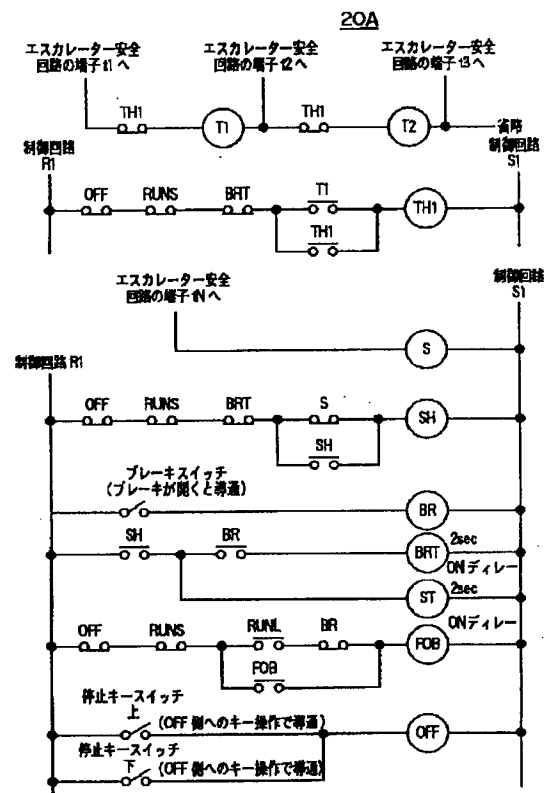 20A
エスカレーター安全
回路の端子t1へ
エスカレーター安全
回路の端子t2へ
エスカレーター安全
回路の端子t3へ
TH1
T1
TH1
T2
省略
制御回路
R1
制御回路
S1
OFF
RUNS
BRT
T1
TH1
TH1
エスカレーター安全
回路の端子tNへ
制御回路
S1
S
制御回路 R1
OFF
RUNS
BRT
S
SH
SH
ブレーキスイッチ
(ブレーキが開くと導通)
BR
SH
BR
BRT
2sec
ONディレー
ST
2sec
ONディレー
OFF
RUNS
RUNL
BR
FOB
FOB
停止キースイッチ
上
(OFF 側へのキー操作で導通)
OFF
停止キースイッチ
下
(OFF 側へのキー操作で導通)